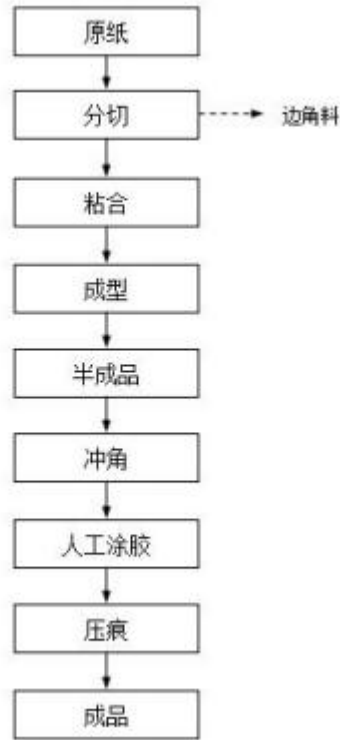 原纸
分切
边角料
粘合
成型
半成品
冲角
人工涂胶
压痕
成品